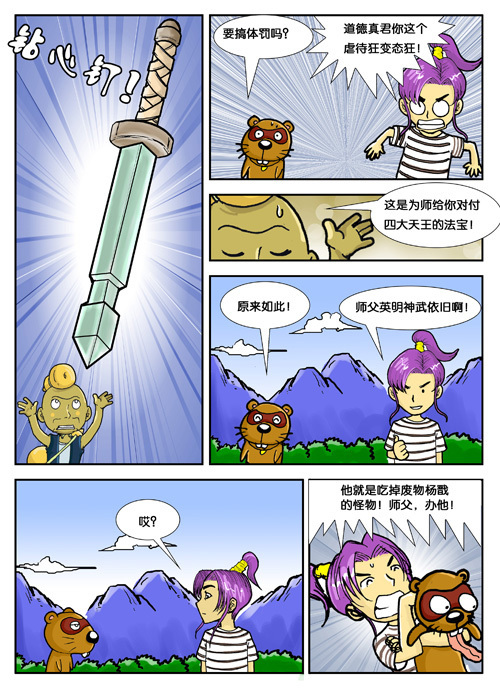 钻心钉！
要搞体罚吗？
道德真君你这个
虐待狂变态狂！
这是为师给你对付
四大天王的法宝！
原来如此！
师父英明神武依旧啊！
哎？
他就是吃掉废物杨戬
的怪物！师父，办他！